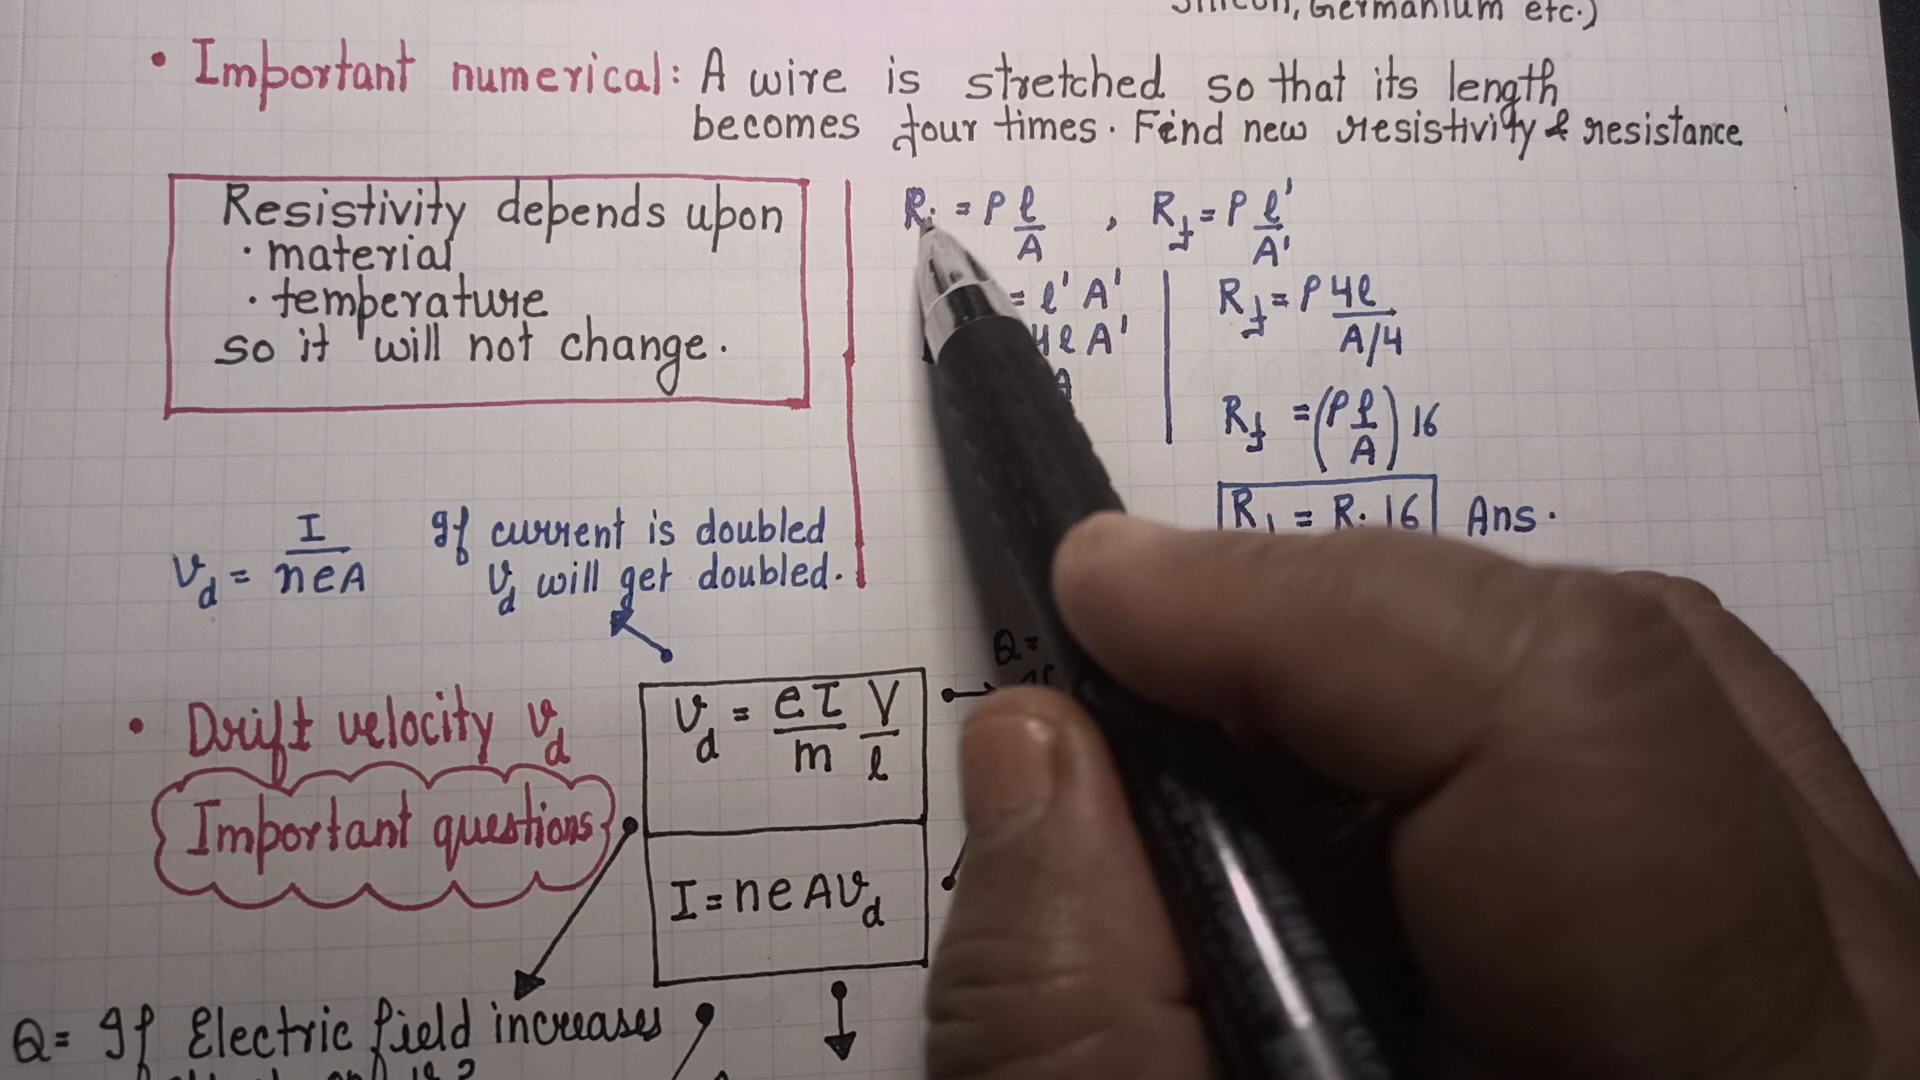 Silicon, Germanium etc.)
• Important numerical: A wire is stretched so that its length
becomes four times. Find new resistivity & resistance
Resistivity depends upon
· material
· temperature
so it will not change.
Ri = ρ l/A , Rf = ρ l'/A'
= l' A'
4 l A'
A
Rf = ρ 4l / A/4
Rf = (ρ l/A) 16
Rf = Ri 16 Ans.
Vd = I/neA If current is doubled
Vd will get doubled.
• Drift velocity Vd
Important questions
Vd = eτ/m V/l
I = neAVd
Q=
Q= If Electric field increases